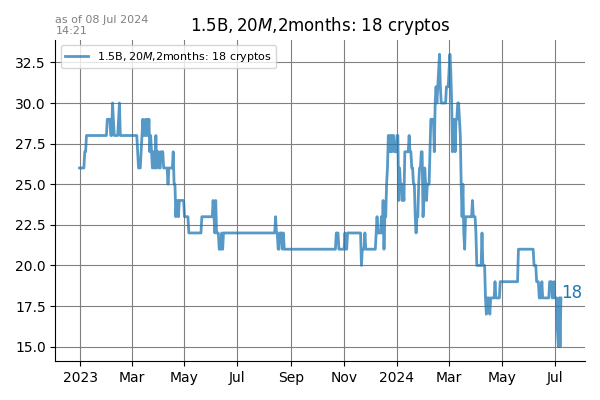 as of 08 Jul 2024
14:21
1.5B, 20M,2months: 18 cryptos
1.5B, 20M,2months: 18 cryptos
32.5
30.0
27.5
25.0
22.5
20.0
17.5
15.0
18
2023 Mar May Jul Sep Nov 2024 Mar May Jul